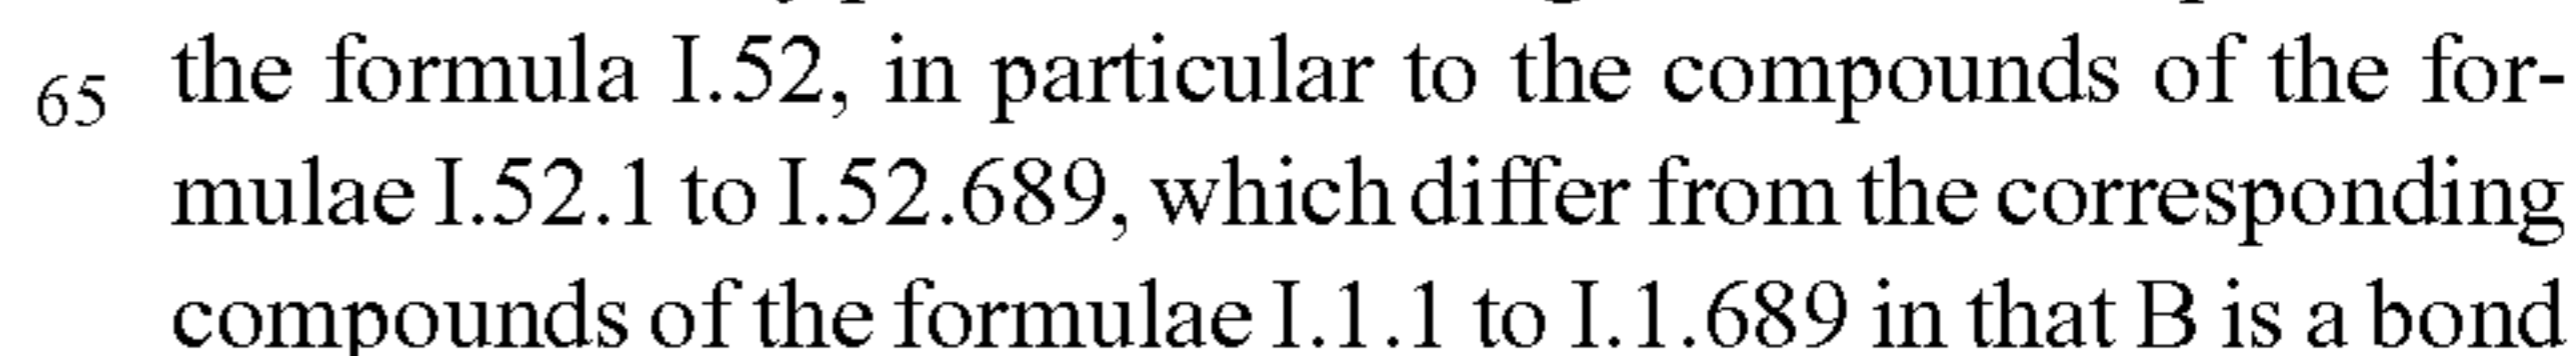 65 the formula I.52, in particular to the compounds of the for-
mulae I.52.1 to I.52.689, which differ from the corresponding
compounds of the formulae I.1.1 to I.1.689 in that B is a bond